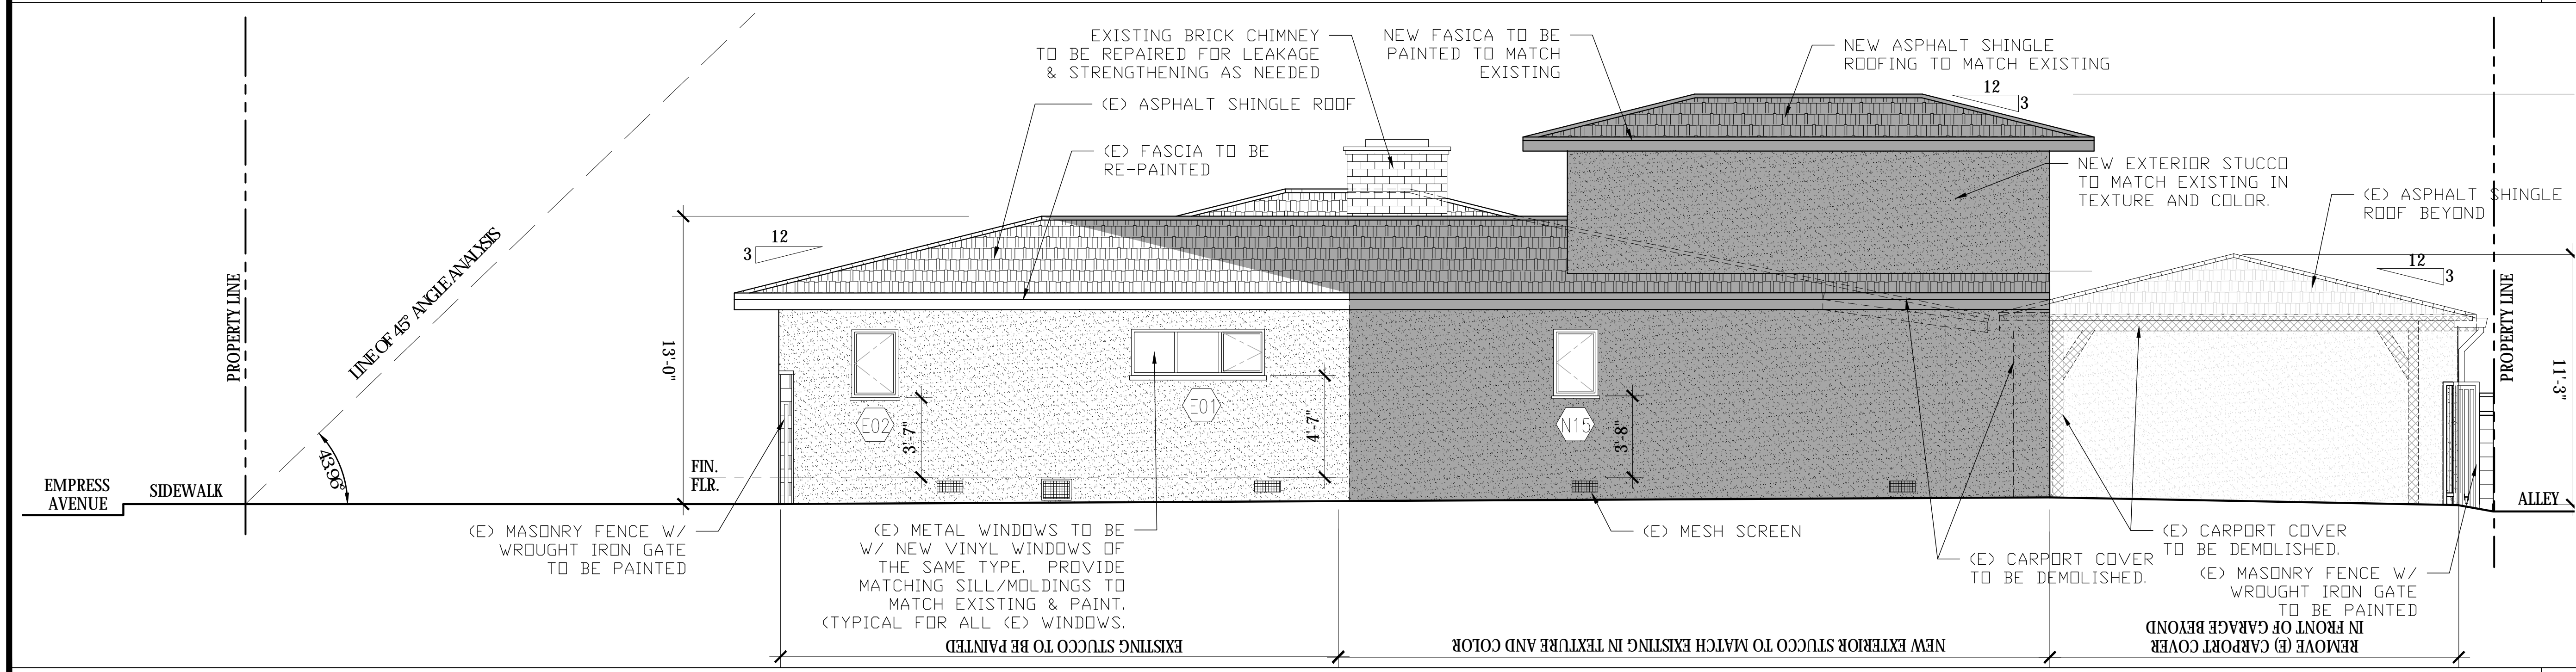 EXISTING BRICK CHIMNEY
TO BE REPAIRED FOR LEAKAGE
& STRENGTHENING AS NEEDED
NEW FASICA TO BE
PAINTED TO MATCH
EXISTING
NEW ASPHALT SHINGLE
ROOFING TO MATCH EXISTING
12
3
(E) ASPHALT SHINGLE ROOF
(E) FASCIA TO BE
RE-PAINTED
NEW EXTERIOR STUCCO
TO MATCH EXISTING IN
TEXTURE AND COLOR.
(E) ASPHALT SHINGLE
ROOF BEYOND
12
3
12
3
PROPERTY LINE
LINE OF 45° ANGLE ANALYSIS
43.96°
13'-0"
11'-3"
PROPERTY LINE
E02
3'-7"
E01
4'-7"
N15
3'-8"
FIN.
FLR.
EMPRESS
AVENUE
SIDEWALK
ALLEY
(E) MASONRY FENCE W/
WROUGHT IRON GATE
TO BE PAINTED
(E) METAL WINDOWS TO BE
W/ NEW VINYL WINDOWS OF
THE SAME TYPE. PROVIDE
MATCHING SILL/MOLDINGS TO
MATCH EXISTING & PAINT.
(TYPICAL FOR ALL (E) WINDOWS.
(E) MESH SCREEN
(E) CARPORT COVER
TO BE DEMOLISHED.
(E) CARPORT COVER
TO BE DEMOLISHED.
(E) MASONRY FENCE W/
WROUGHT IRON GATE
TO BE PAINTED
EXISTING STUCCO TO BE PAINTED
NEW EXTERIOR STUCCO TO MATCH EXISTING IN TEXTURE AND COLOR
REMOVE (E) CARPORT COVER
IN FRONT OF GARAGE BEYOND